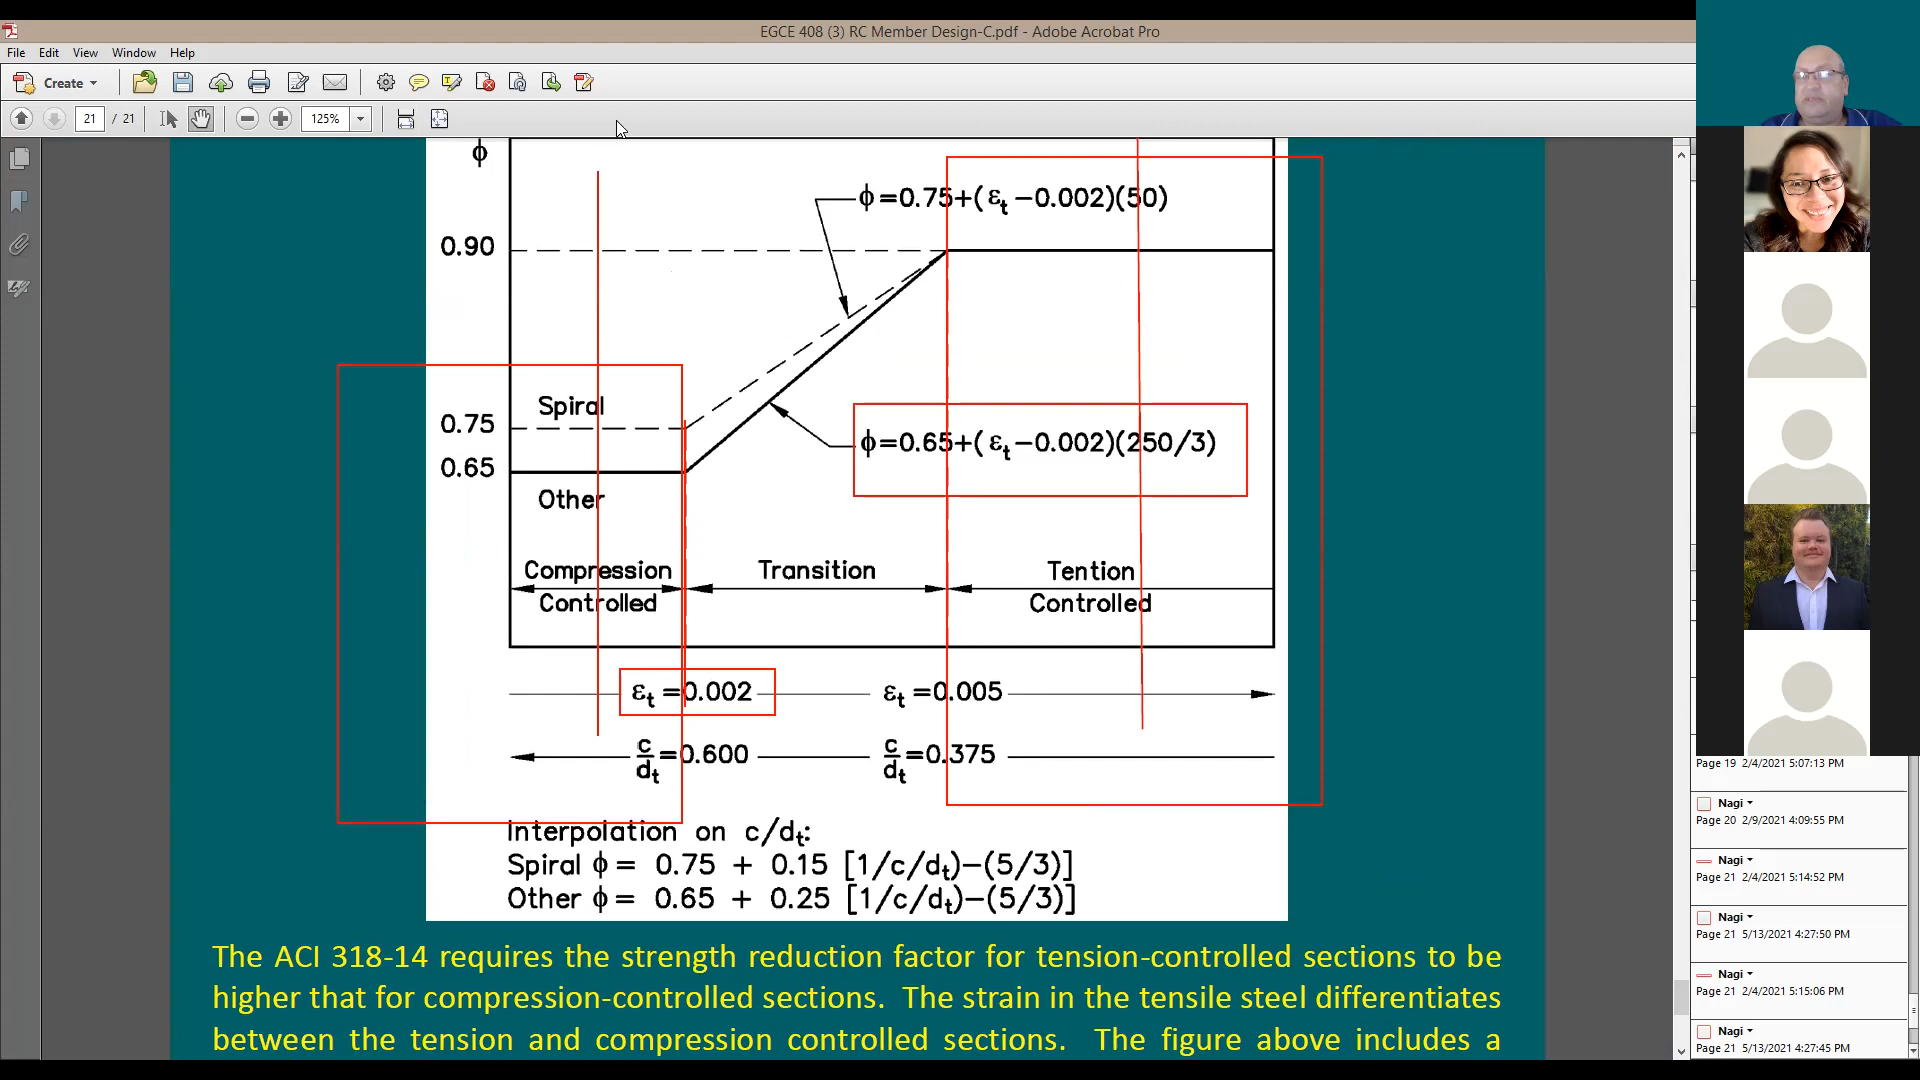 EGCE 408 (3) RC Member Design-C.pdf - Adobe Acrobat Pro
File Edit View Window Help
Create
21 / 21 125%
ϕ
ϕ=0.75+(εt−0.002)(50)
0.90
Spiral
0.75
ϕ=0.65+(εt−0.002)(250/3)
0.65
Other
Compression Controlled
Transition
Tention Controlled
εt =0.002 εt =0.005
c/dt=0.600 c/dt=0.375
Interpolation on c/dt:
Spiral ϕ = 0.75 + 0.15 [1/c/dt)−(5/3)]
Other ϕ = 0.65 + 0.25 [1/c/dt)−(5/3)]
The ACI 318-14 requires the strength reduction factor for tension-controlled sections to be
higher that for compression-controlled sections. The strain in the tensile steel differentiates
between the tension and compression controlled sections. The figure above includes a
Page 19 2/4/2021 5:07:13 PM
Nagi
Page 20 2/9/2021 4:09:55 PM
Nagi
Page 21 2/4/2021 5:14:52 PM
Nagi
Page 21 5/13/2021 4:27:50 PM
Nagi
Page 21 2/4/2021 5:15:06 PM
Nagi
Page 21 5/13/2021 4:27:45 PM